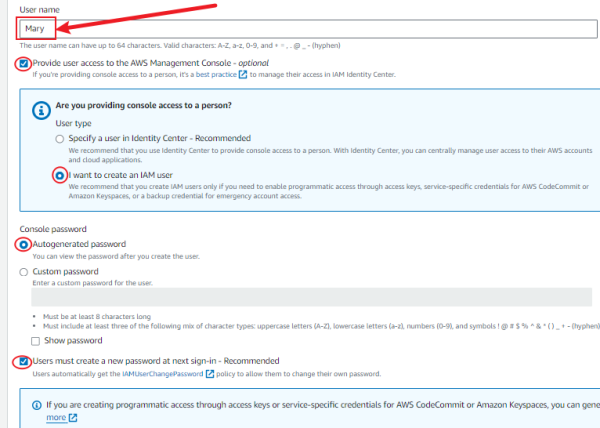 User name
Mary
The user name can have up to 64 characters. Valid characters: A-Z, a-z, 0-9, and + = , . @ _ - (hyphen)
Provide user access to the AWS Management Console - optional
If you're providing console access to a person, it's a best practice to manage their access in IAM Identity Center.
Are you providing console access to a person?
User type
Specify a user in Identity Center - Recommended
We recommend that you use Identity Center to provide console access to a person. With Identity Center, you can centrally manage user access to their AWS accounts
and cloud applications.
I want to create an IAM user
We recommend that you create IAM users only if you need to enable programmatic access through access keys, service-specific credentials for AWS CodeCommit or
Amazon Keyspaces, or a backup credential for emergency account access.
Console password
Autogenerated password
You can view the password after you create the user.
Custom password
Enter a custom password for the user.
• Must be at least 8 characters long
• Must include at least three of the following mix of character types: uppercase letters (A-Z), lowercase letters (a-z), numbers (0-9), and symbols ! @ # $ % ^ & * ( ) _ + - (hyphen)
Show password
Users must create a new password at next sign-in - Recommended
Users automatically get the IAMUserChangePassword policy to allow them to change their own password.
If you are creating programmatic access through access keys or service-specific credentials for AWS CodeCommit or Amazon Keyspaces, you can gene
more